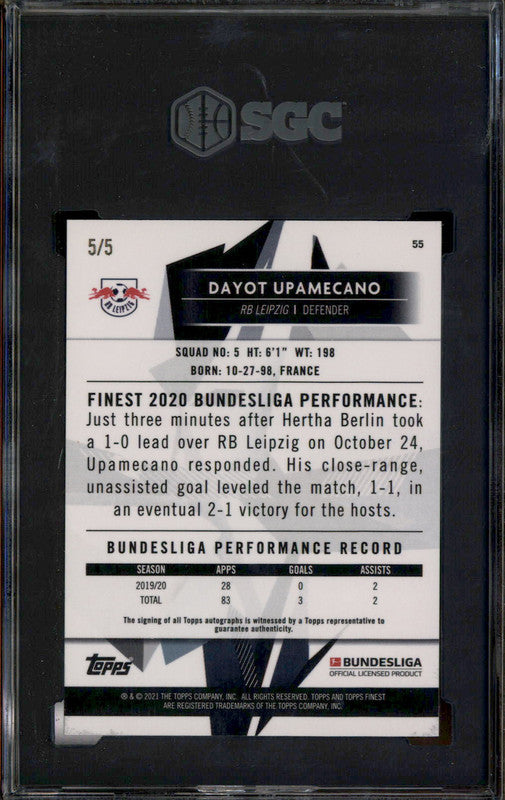 SGC
5/5
55
RB LEIPZIG
DAYOT UPAMECANO
RB LEIPZIG | DEFENDER
SQUAD NO: 5 HT: 6'1" WT: 198
BORN: 10-27-98, FRANCE
FINEST 2020 BUNDESLIGA PERFORMANCE:
Just three minutes after Hertha Berlin took
a 1-0 lead over RB Leipzig on October 24,
Upamecano responded. His close-range,
unassisted goal leveled the match, 1-1, in
an eventual 2-1 victory for the hosts.
BUNDESLIGA PERFORMANCE RECORD
SEASON APPS GOALS ASSISTS
2019/20 28 0 2
TOTAL 83 3 2
The signing of all Topps autographs is witnessed by a Topps representative to
guarantee authenticity.
Topps
BUNDESLIGA
OFFICIAL LICENSED PRODUCT
® & © 2021 THE TOPPS COMPANY, INC. ALL RIGHTS RESERVED. TOPPS AND TOPPS FINEST
ARE REGISTERED TRADEMARKS OF THE TOPPS COMPANY, INC.